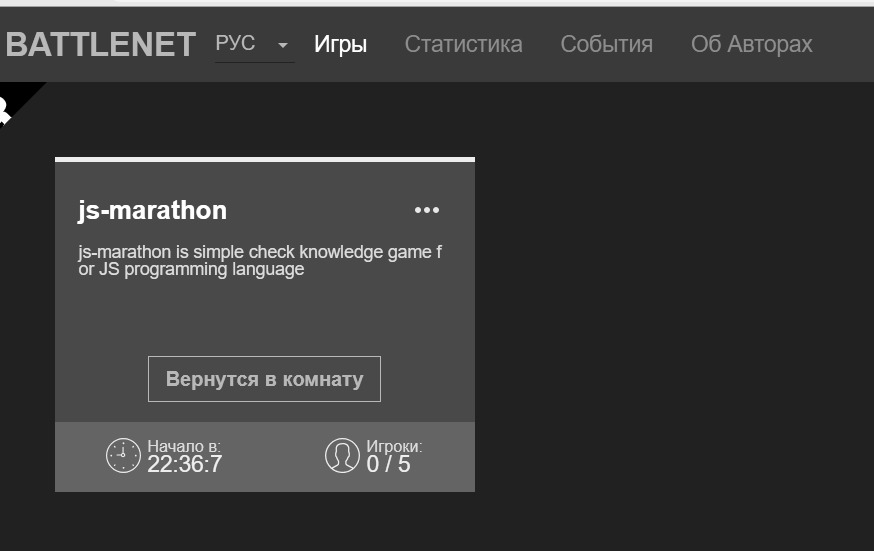 BATTLENET РУС Игры Статистика События Об Авторах
js-marathon
js-marathon is simple check knowledge game f
or JS programming language
Вернутся в комнату
Начало в: Игроки:
22:36:7 0 / 5